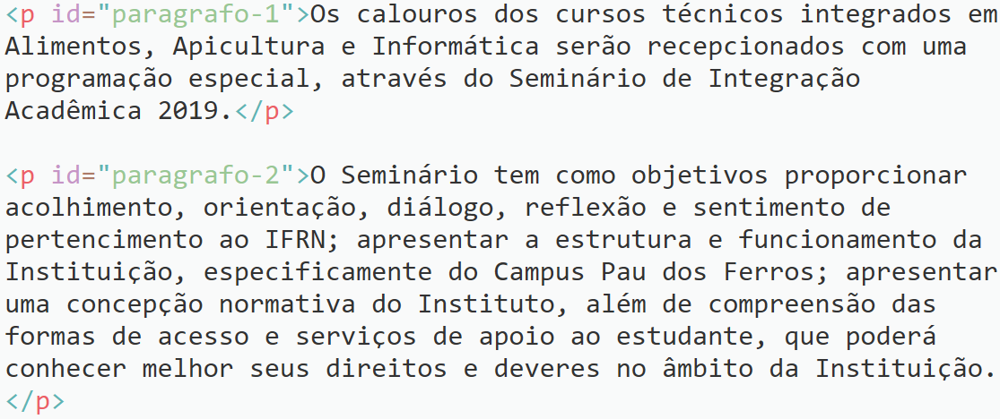 <p id="paragrafo-1">Os calouros dos cursos técnicos integrados em
Alimentos, Apicultura e Informática serão recepcionados com uma
programação especial, através do Seminário de Integração
Acadêmica 2019.</p>
<p id="paragrafo-2">O Seminário tem como objetivos proporcionar
acolhimento, orientação, diálogo, reflexão e sentimento de
pertencimento ao IFRN; apresentar a estrutura e funcionamento da
Instituição, especificamente do Campus Pau dos Ferros; apresentar
uma concepção normativa do Instituto, além de compreensão das
formas de acesso e serviços de apoio ao estudante, que poderá
conhecer melhor seus direitos e deveres no âmbito da Instituição.
</p>